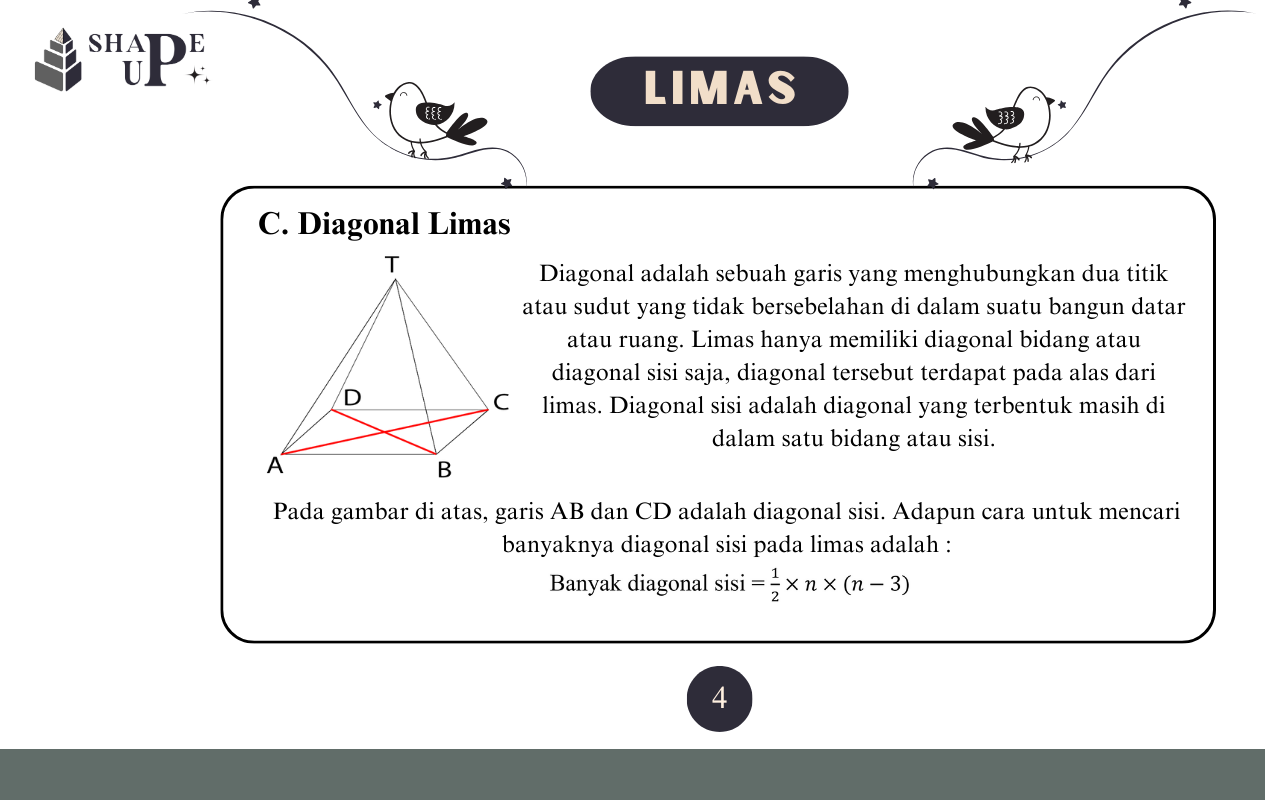 SHAPE
UP
LIMAS
C. Diagonal Limas
T
D
C
A
B
Diagonal adalah sebuah garis yang menghubungkan dua titik
atau sudut yang tidak bersebelahan di dalam suatu bangun datar
atau ruang. Limas hanya memiliki diagonal bidang atau
diagonal sisi saja, diagonal tersebut terdapat pada alas dari
limas. Diagonal sisi adalah diagonal yang terbentuk masih di
dalam satu bidang atau sisi.
Pada gambar di atas, garis AB dan CD adalah diagonal sisi. Adapun cara untuk mencari
banyaknya diagonal sisi pada limas adalah :
Banyak diagonal sisi = 1/2 × n × (n − 3)
4